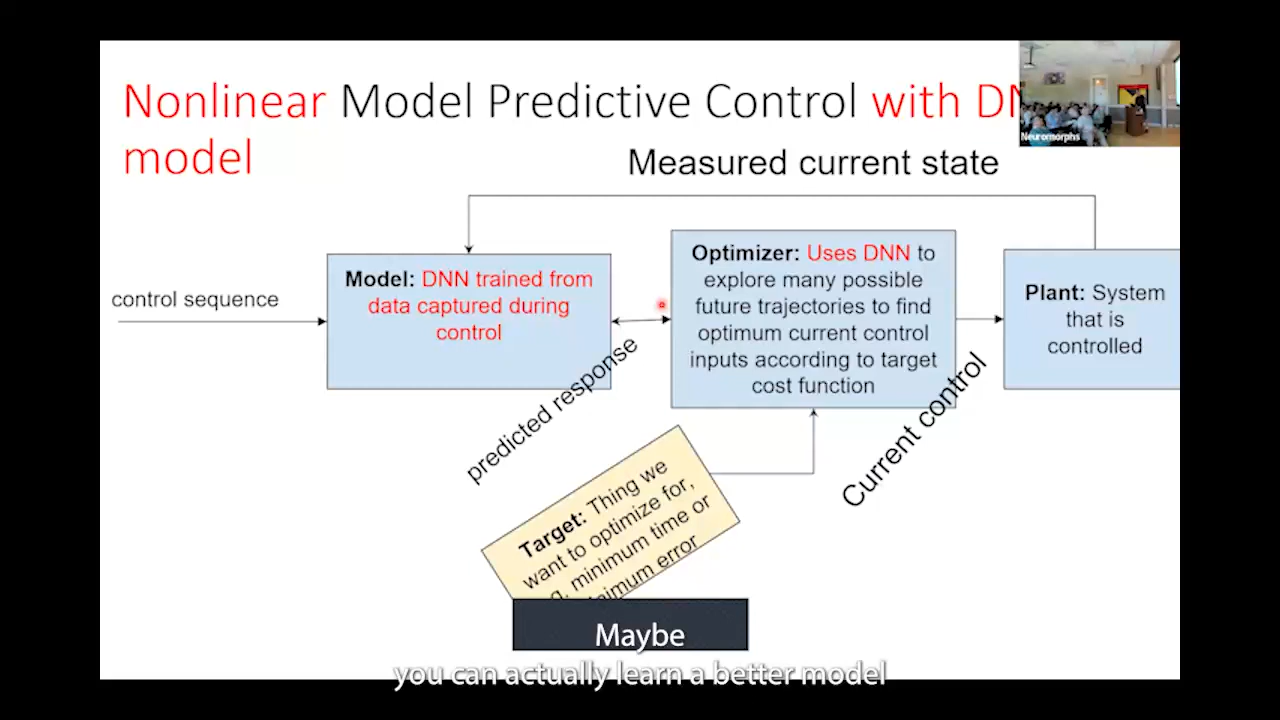 Nonlinear Model Predictive Control with
model
Neuromorphs
Measured current state
control sequence
Model: DNN trained from
data captured during
control
predicted response
Optimizer: Uses DNN to
explore many possible
future trajectories to find
optimum current control
inputs according to target
cost function
Current control
Plant: System
that is
controlled
Target: Thing we
want to optimize for,
minimum time or
error
Maybe
you can actually learn a better model